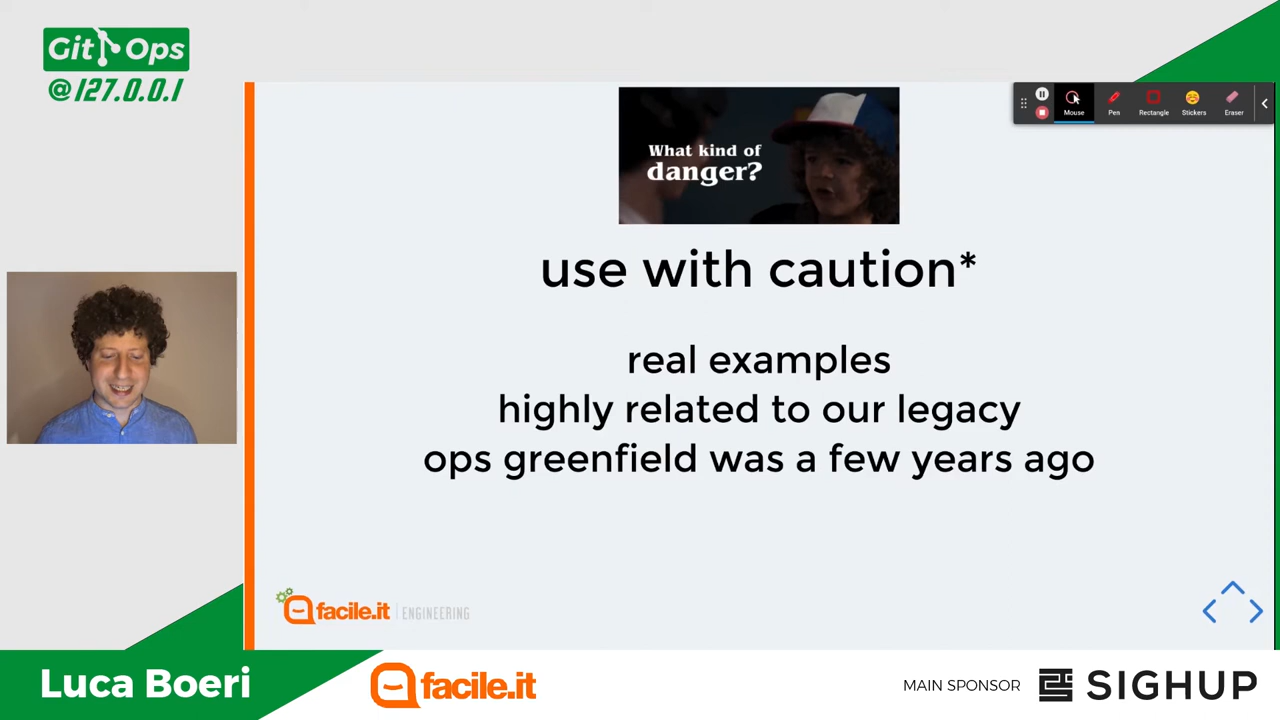 Git Ops
@127.0.0.1
What kind of
danger?
Mouse
Pen
Rectangle
Stickers
Eraser
use with caution*
real examples
highly related to our legacy
ops greenfield was a few years ago
facile.it ENGINEERING
Luca Boeri
facile.it
MAIN SPONSOR
SIGHUP